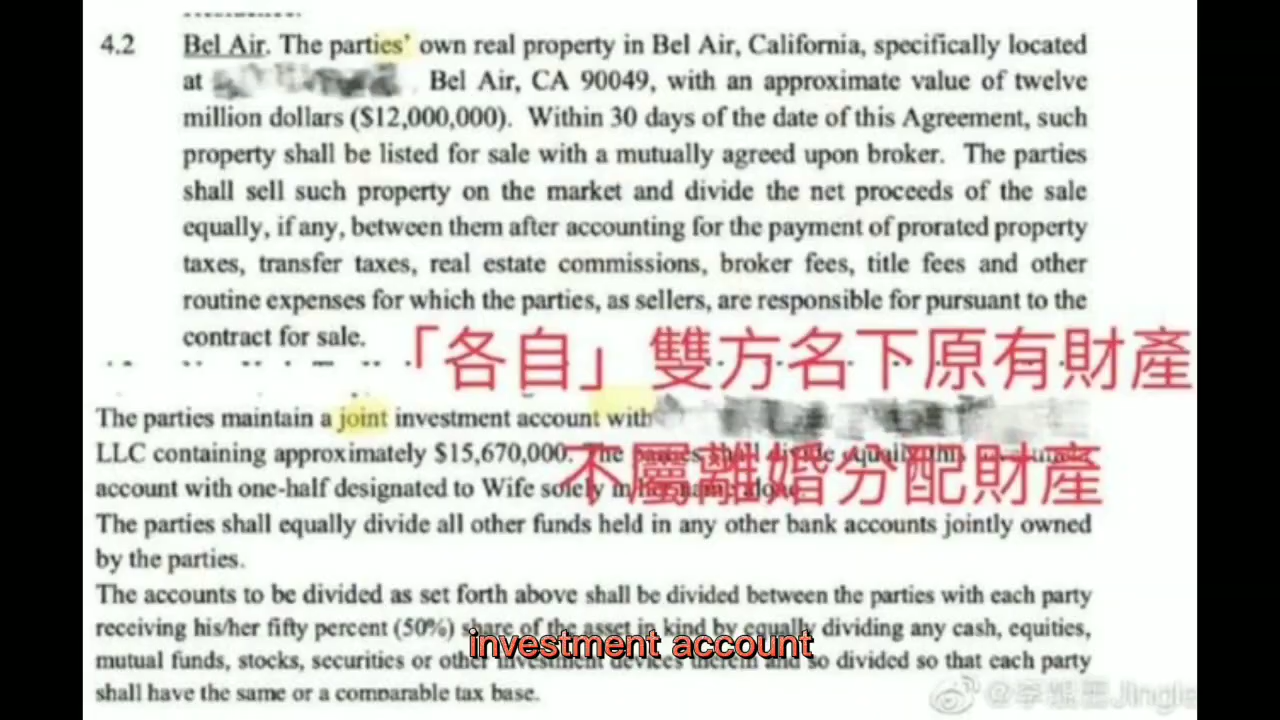 4.2 Bel Air. The parties' own real property in Bel Air, California, specifically located
at Bel Air, CA 90049, with an approximate value of twelve
million dollars ($12,000,000). Within 30 days of the date of this Agreement, such
property shall be listed for sale with a mutually agreed upon broker. The parties
shall sell such property on the market and divide the net proceeds of the sale
equally, if any, between them after accounting for the payment of prorated property
taxes, transfer taxes, real estate commissions, broker fees, title fees and other
routine expenses for which the parties, as sellers, are responsible for pursuant to the
contract for sale.
「各自」雙方名下原有財產
The parties maintain a joint investment account with
LLC containing approximately $15,670,000. The
不屬離婚分配財產
account with one-half designated to Wife solely in
The parties shall equally divide all other funds held in any other bank accounts jointly owned
by the parties.
The accounts to be divided as set forth above shall be divided between the parties with each party
receiving his/her fifty percent (50%) share of the asset in kind by equally dividing any cash, equities,
investment account
mutual funds, stocks, securities or other investment devices therein and so divided so that each party
shall have the same or a comparable tax base.